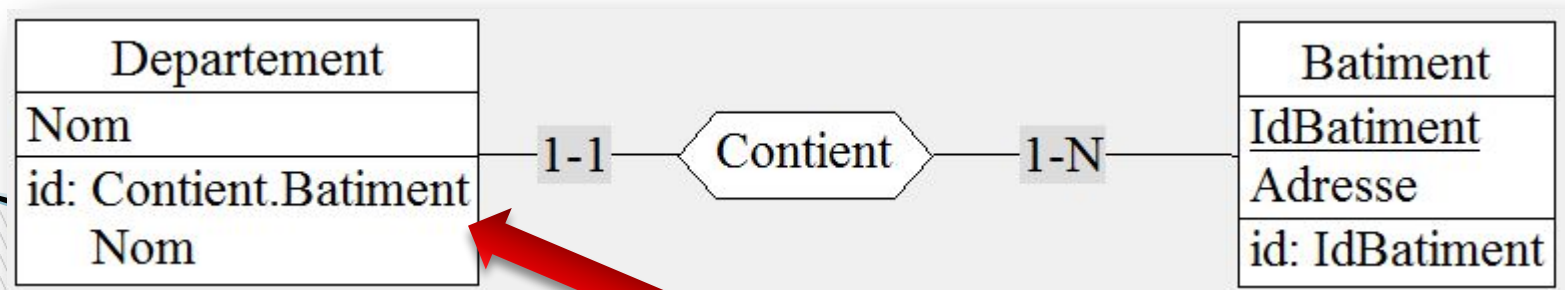 Departement
Nom
id: Contient.Batiment
Nom
1-1
Contient
1-N
Batiment
IdBatiment
Adresse
id: IdBatiment